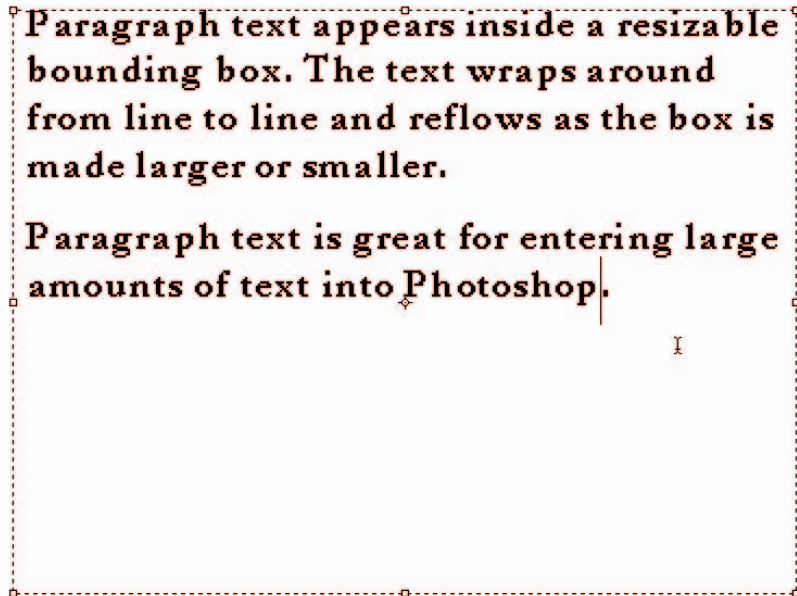 Paragraph text appears inside a resizable
bounding box. The text wraps around
from line to line and reflows as the box is
made larger or smaller.
Paragraph text is great for entering large
amounts of text into Photoshop.